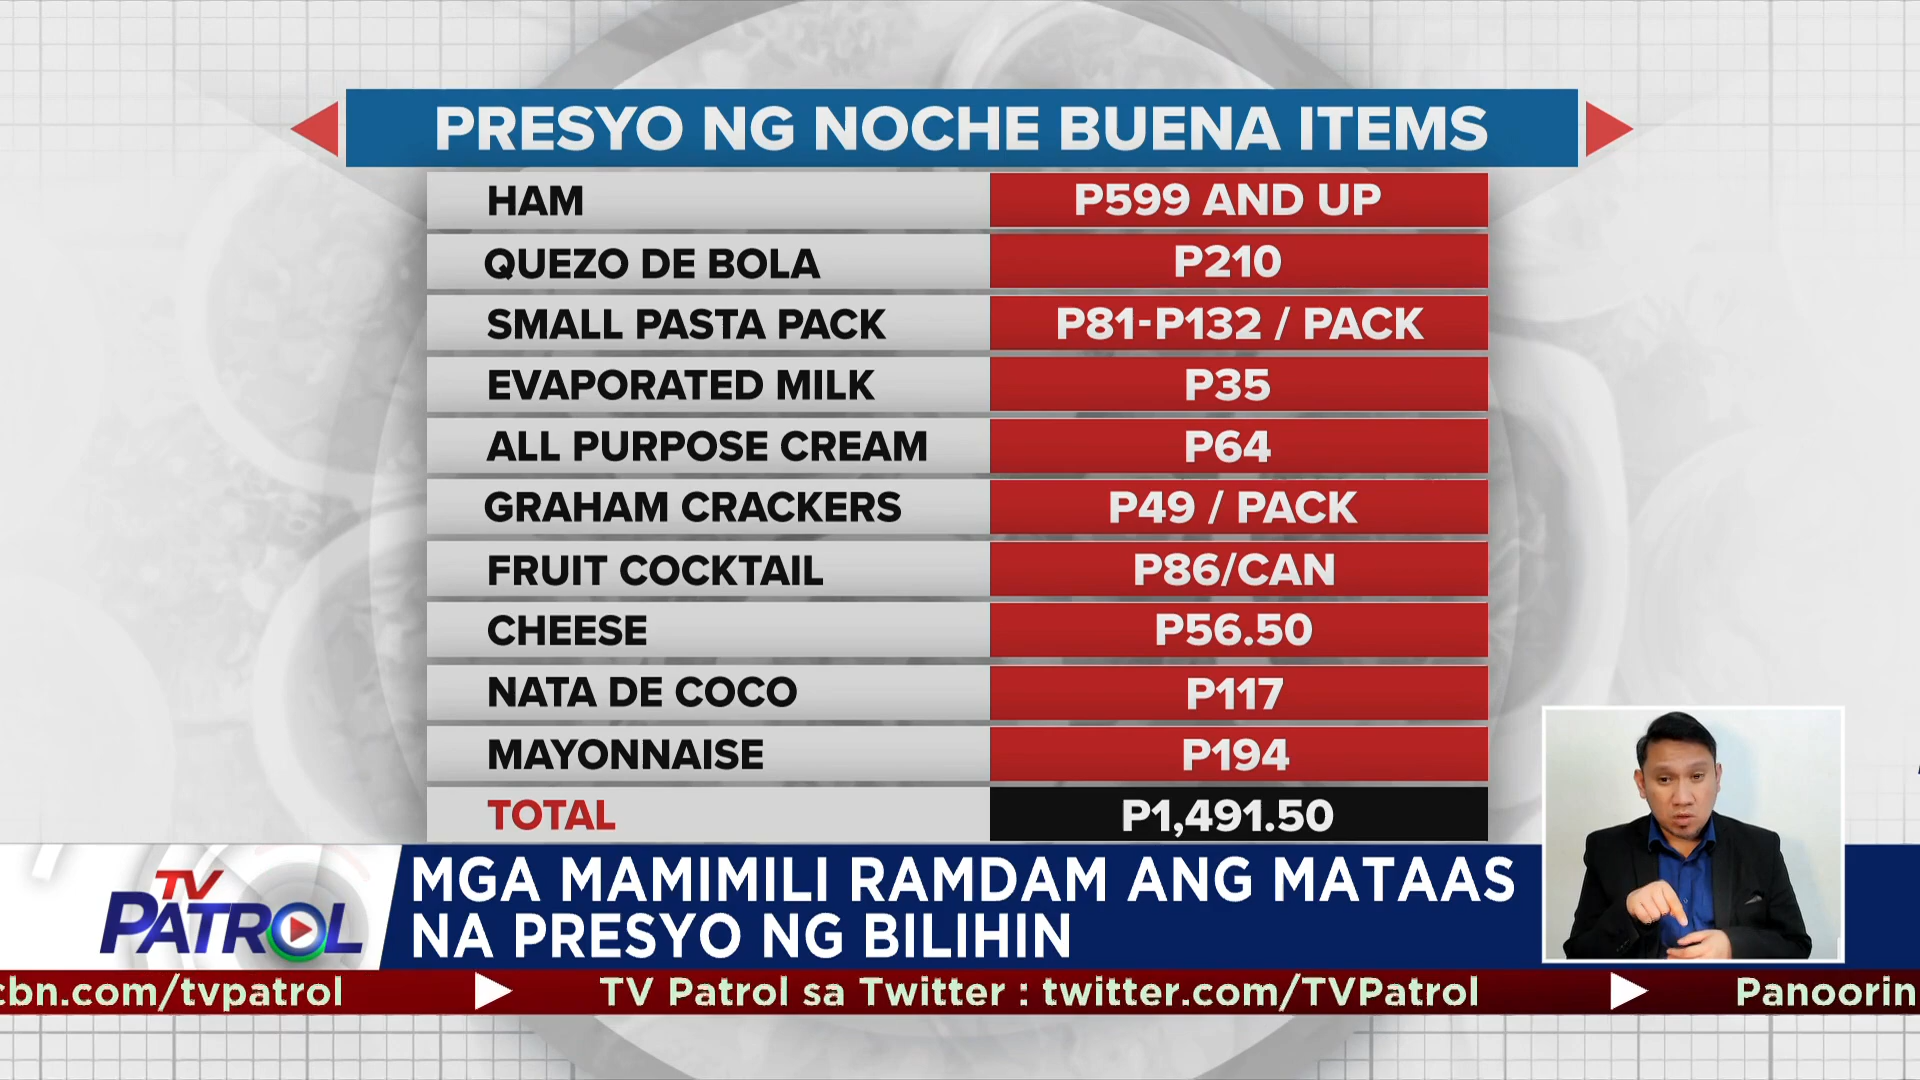 PRESYO NG NOCHE BUENA ITEMS
HAM P599 AND UP
QUEZO DE BOLA P210
SMALL PASTA PACK P81-P132 / PACK
EVAPORATED MILK P35
ALL PURPOSE CREAM P64
GRAHAM CRACKERS P49 / PACK
FRUIT COCKTAIL P86/CAN
CHEESE P56.50
NATA DE COCO P117
MAYONNAISE P194
TOTAL P1,491.50
TV
PATROL
MGA MAMIMILI RAMDAM ANG MATAAS
NA PRESYO NG BILIHIN
cbn.com/tvpatrol TV Patrol sa Twitter : twitter.com/TVPatrol Panoorin